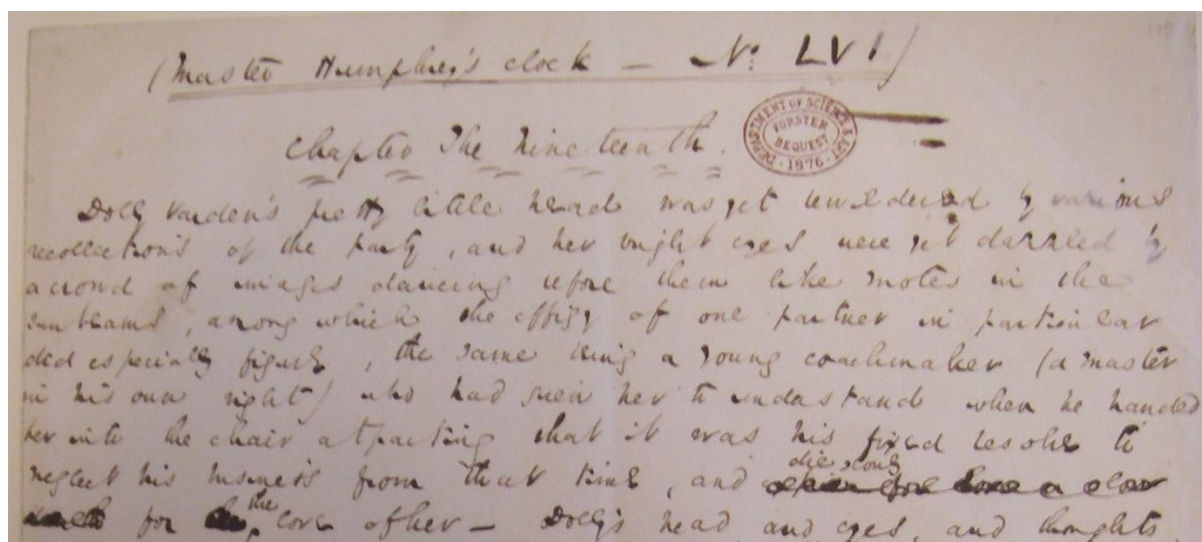 (Master Humphrey's Clock — No. LVI)
DEPARTMENT OF SCIENCE & ART
FORSTER
BEQUEST
1876
Chapter The Nineteenth.
Dolly Varden's pretty little head was yet bewildered by various
recollections of the party, and her bright eyes were yet dazzled by
a crowd of images dancing before them like motes in the
sunbeams, among which the effigy of one partner in particular
did especially figure, the same being a young coachmaker (a master
in his own right) who had given her to understand when he handed
her into the chair at parting that it was his fixed resolve to
neglect his business from that time, and die slowly
for the love of her — Dolly's head, and eyes, and thoughts,